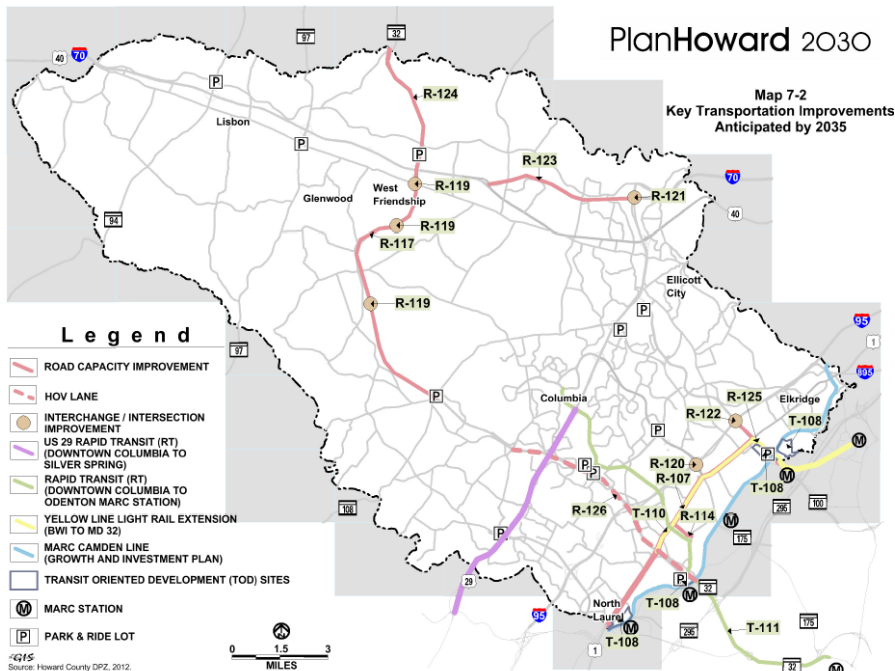 PlanHoward 2030
Map 7-2
Key Transportation Improvements
Anticipated by 2035
32
97
40
70
P
R-124
Lisbon
P
P
R-123
R-119
Glenwood
West
Friendship
R-121
70
40
94
R-119
R-117
Ellicott
City
R-119
P
P
95
1
97
895
Legend
ROAD CAPACITY IMPROVEMENT
HOV LANE
INTERCHANGE / INTERSECTION
IMPROVEMENT
US 29 RAPID TRANSIT (RT)
(DOWNTOWN COLUMBIA TO
SILVER SPRING)
RAPID TRANSIT (RT)
(DOWNTOWN COLUMBIA TO
ODENTON MARC STATION)
YELLOW LINE LIGHT RAIL EXTENSION
(BWI TO MD 32)
MARC CAMDEN LINE
(GROWTH AND INVESTMENT PLAN)
TRANSIT ORIENTED DEVELOPMENT (TOD) SITES
M
MARC STATION
P
PARK & RIDE LOT
GIS
Source: Howard County DPZ, 2012.
0 1.5 3
MILES
P
Columbia
R-125
Elkridge
R-122
T-108
P
M
P
P
P
R-120
R-107
T-108
M
100
295
R-126
T-110
R-114
M
175
108
P
29
P
32
M
T-108
North
Laurel
95
M
T-108
1
295
175
T-111
32
M